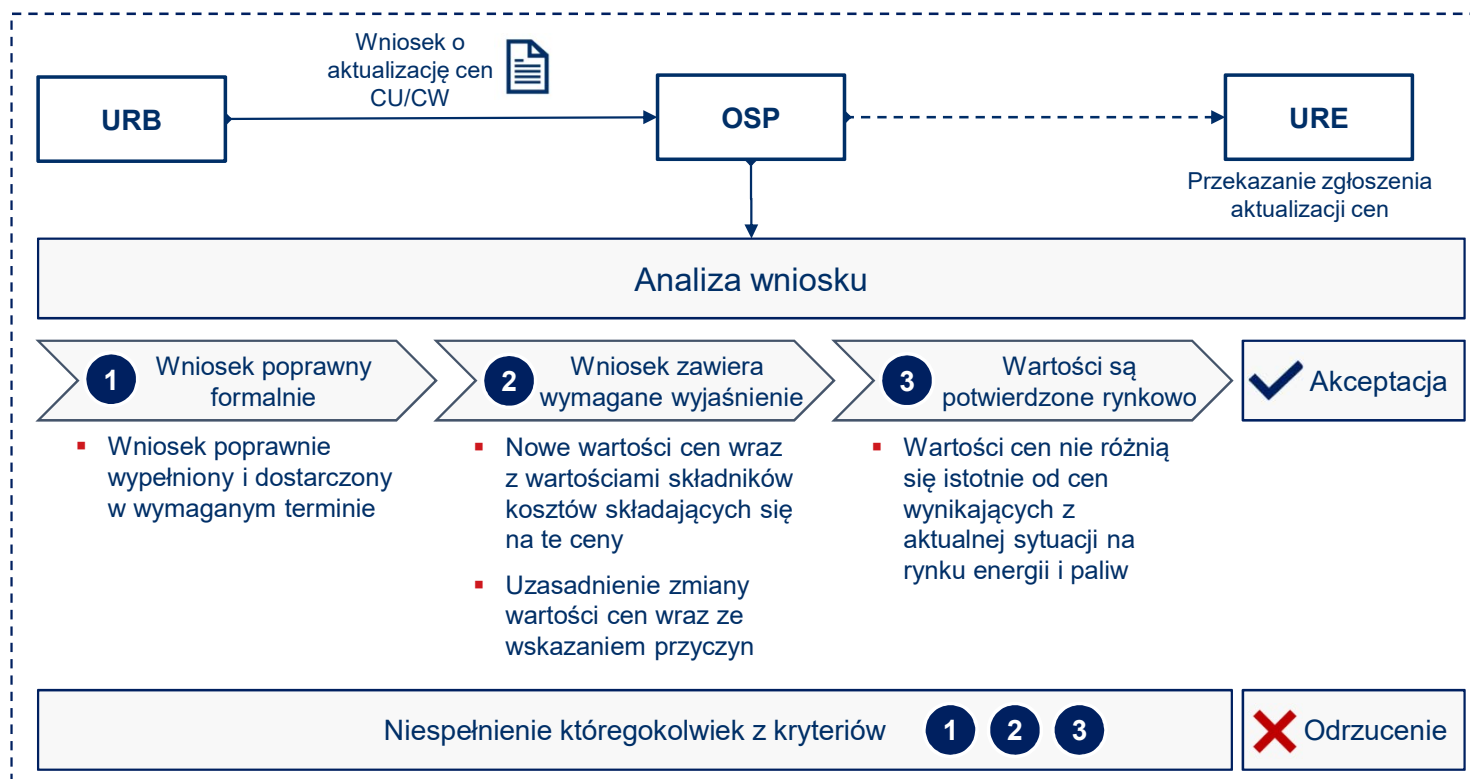 Wniosek o
aktualizację cen
CU/CW
URB
OSP
URE
Przekazanie zgłoszenia
aktualizacji cen
Analiza wniosku
1
Wniosek poprawny
formalnie
2
Wniosek zawiera
wymagane wyjaśnienie
3
Wartości są
potwierdzone rynkowo
Akceptacja
▪ Wniosek poprawnie
wypełniony i dostarczony
w wymaganym terminie
▪ Nowe wartości cen wraz
z wartościami składników
kosztów składających się
na te ceny
▪ Uzasadnienie zmiany
wartości cen wraz ze
wskazaniem przyczyn
▪ Wartości cen nie różnią
się istotnie od cen
wynikających z
aktualnej sytuacji na
rynku energii i paliw
Niespełnienie któregokolwiek z kryteriów 1 2 3
Odrzucenie